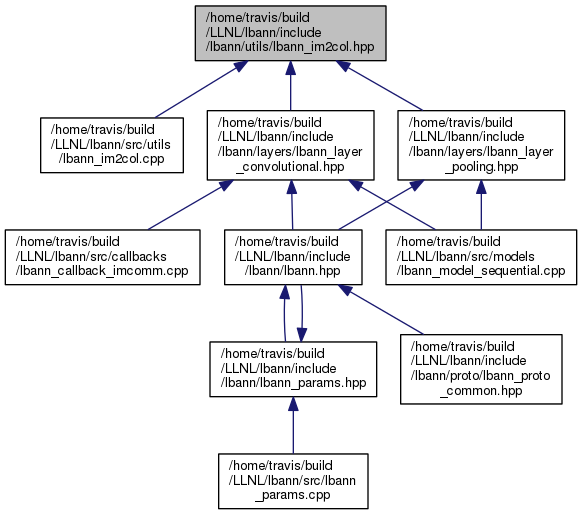 /home/travis/build
/LLNL/lbann/include
/lbann/utils/lbann_im2col.hpp
/home/travis/build
/LLNL/lbann/src/utils
/lbann_im2col.cpp
/home/travis/build
/LLNL/lbann/include
/lbann/layers/lbann_layer
_convolutional.hpp
/home/travis/build
/LLNL/lbann/include
/lbann/layers/lbann_layer
_pooling.hpp
/home/travis/build
/LLNL/lbann/src/callbacks
/lbann_callback_imcomm.cpp
/home/travis/build
/LLNL/lbann/include
/lbann/lbann.hpp
/home/travis/build
/LLNL/lbann/src/models
/lbann_model_sequential.cpp
/home/travis/build
/LLNL/lbann/include
/lbann/lbann_params.hpp
/home/travis/build
/LLNL/lbann/include
/lbann/proto/lbann_proto
_common.hpp
/home/travis/build
/LLNL/lbann/src/lbann
_params.cpp